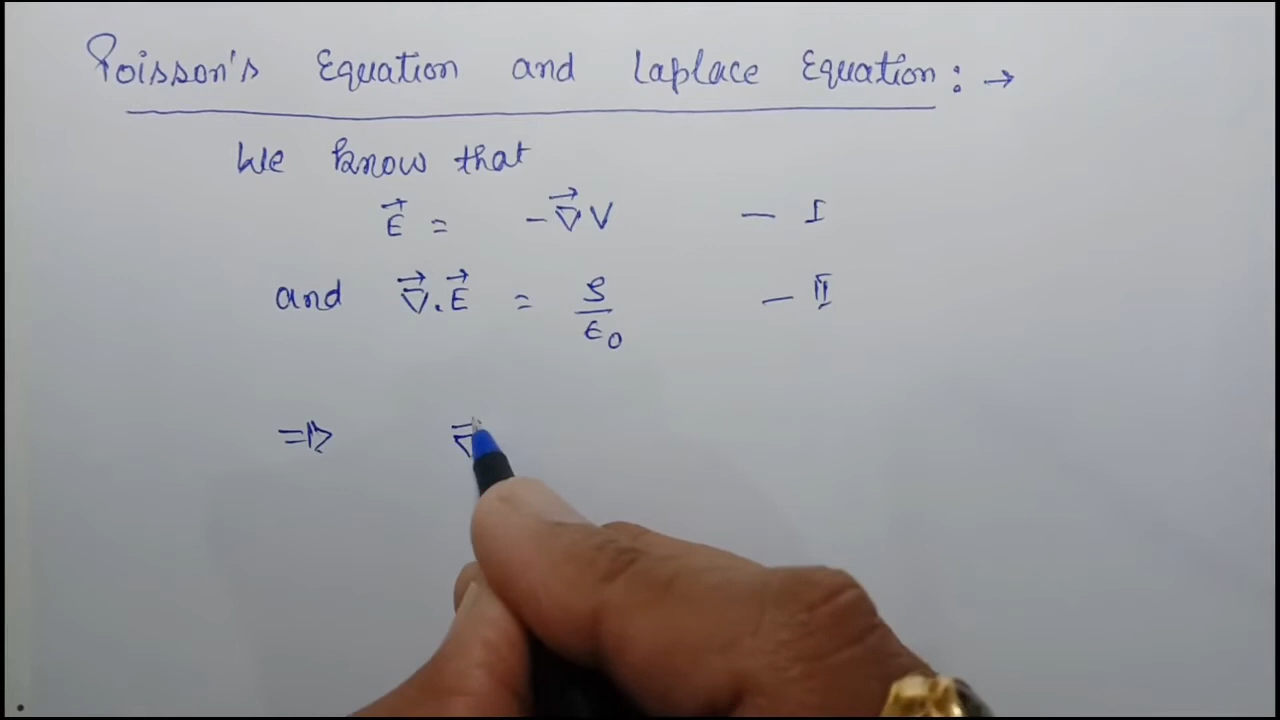 Poisson's Equation and Laplace Equation : →
We know that
E⃗ = −∇⃗V — I
and ∇⃗.E⃗ = ρ/ϵ₀ — II
⇒ ∇⃗